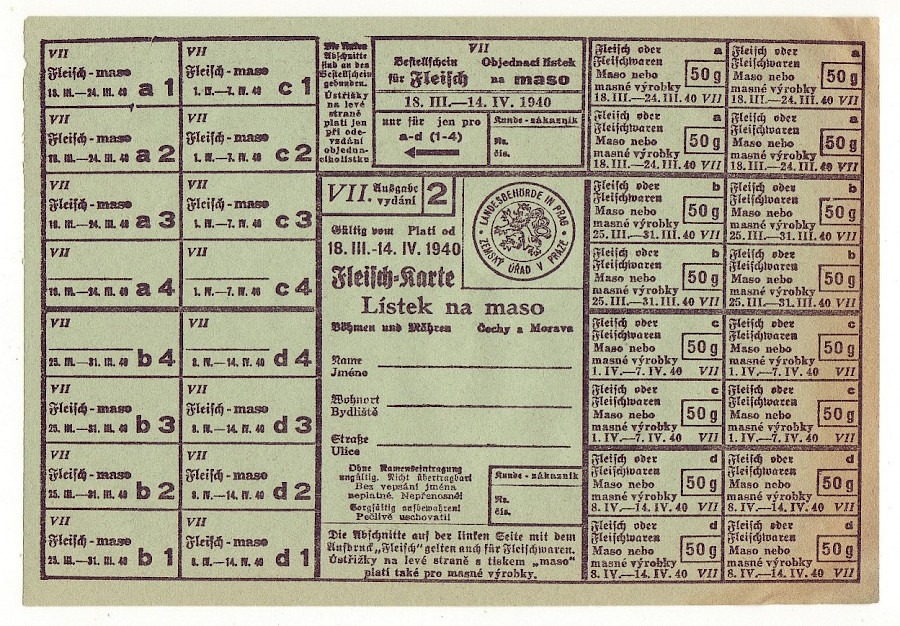 VII
Fleisch - maso
18. III.—24. III. 40 a 1
VII
Fleisch - maso
1. IV.—7. IV. 40 c 1
VII
Fleisch - maso
18. III.—24. III. 40 a 2
VII
Fleisch - maso
1. IV.—7. IV. 40 c 2
VII
Fleisch - maso
18. III.—24. III. 40 a 3
VII
Fleisch - maso
1. IV.—7. IV. 40 c 3
VII
18. III.—24. III. 40 a 4
VII
1. IV.—7. IV. 40 c 4
VII
25. III.—31. III. 40 b 4
VII
8. IV.—14. IV. 40 d 4
VII
Fleisch - maso
25. III.—31. III. 40 b 3
VII
Fleisch - maso
8. IV.—14. IV. 40 d 3
VII
Fleisch - maso
25. III.—31. III. 40 b 2
VII
Fleisch - maso
8. IV.—14. IV. 40 d 2
VII
Fleisch - maso
25. III.—31. III. 40 b 1
VII
Fleisch - maso
8. IV.—14. IV. 40 d 1
Abschnitte
sind an den
Bestellschein
gebunden.
Ústřižky
na levé
straně
platí jen
při ode-
vzdání
objedna-
cího lístku
VII
Bestellschein Objednací lístek
für Fleisch na maso
18. III.—14. IV. 1940
nur für jen pro
a-d (1-4)
Kunde - zákazník
Nr.
čís.
VII. Ausgabe
vydání 2
LANDESBEHÖRDE IN PRAG
ZEMSKÝ ÚŘAD V PRAZE
Gültig vom Platí od
18. III.-14. IV. 1940
Fleisch-Karte
Lístek na maso
Böhmen und Mähren Čechy a Morava
Name
Jméno
Wohnort
Bydliště
Straße
Ulice
Ohne Namenseintragung
ungültig. Nicht übertragbar!
Bez vepsání jména
neplatné. Nepřenosné!
Sorgfältig aufbewahren!
Pečlivě uschovati!
Kunde - zákazník
Nr.
čís.
Die Abschnitte auf der linken Seite mit dem
Aufdruck „Fleisch" gelten auch für Fleischwaren.
Ústřižky na levé straně s tiskem „maso"
platí také pro masné výrobky.
Fleisch oder a
Fleischwaren
Maso nebo 50 g
masné výrobky
18. III.—24. III. 40 VII
Fleisch oder a
Fleischwaren
Maso nebo 50 g
masné výrobky
18. III.—24. III. 40 VII
Fleisch oder a
Fleischwaren
Maso nebo 50 g
masné výrobky
18. III.—24. III. 40 VII
Fleisch oder a
Fleischwaren
Maso nebo 50 g
masné výrobky
18. III.—24. III. 40 VII
Fleisch oder b
Fleischwaren
Maso nebo 50 g
masné výrobky
25. III.—31. III. 40 VII
Fleisch oder b
Fleischwaren
Maso nebo 50 g
masné výrobky
25. III.—31. III. 40 VII
Fleisch oder b
Fleischwaren
Maso nebo 50 g
masné výrobky
25. III.—31. III. 40 VII
Fleisch oder b
Fleischwaren
Maso nebo 50 g
masné výrobky
25. III.—31. III. 40 VII
Fleisch oder c
Fleischwaren
Maso nebo 50 g
masné výrobky
1. IV.—7. IV. 40 VII
Fleisch oder c
Fleischwaren
Maso nebo 50 g
masné výrobky
1. IV.—7. IV. 40 VII
Fleisch oder c
Fleischwaren
Maso nebo 50 g
masné výrobky
1. IV.—7. IV. 40 VII
Fleisch oder c
Fleischwaren
Maso nebo 50 g
masné výrobky
1. IV.—7. IV. 40 VII
Fleisch oder d
Fleischwaren
Maso nebo 50 g
masné výrobky
8. IV.—14. IV. 40 VII
Fleisch oder d
Fleischwaren
Maso nebo 50 g
masné výrobky
8. IV.—14. IV. 40 VII
Fleisch oder d
Fleischwaren
Maso nebo 50 g
masné výrobky
8. IV.—14. IV. 40 VII
Fleisch oder d
Fleischwaren
Maso nebo 50 g
masné výrobky
8. IV.—14. IV. 40 VII